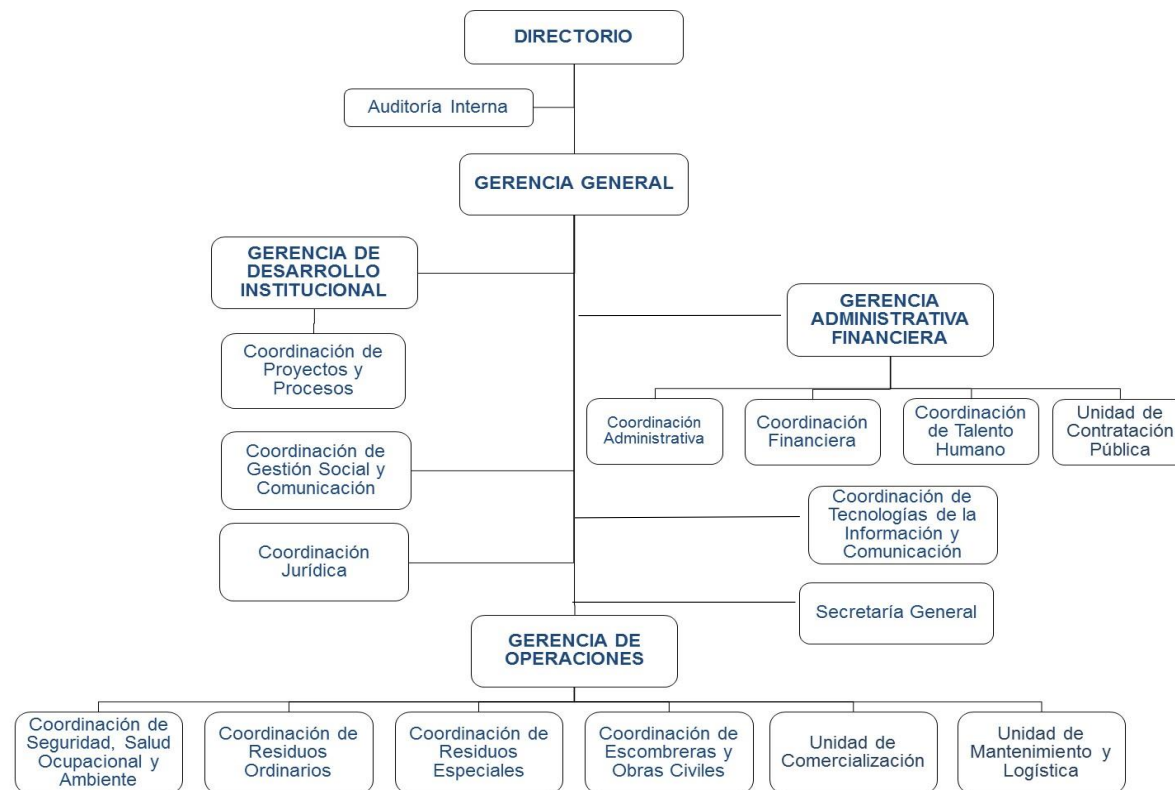 DIRECTORIO
Auditoría Interna
GERENCIA GENERAL
GERENCIA DE
DESARROLLO
INSTITUCIONAL
GERENCIA
ADMINISTRATIVA
FINANCIERA
Coordinación de
Proyectos y
Procesos
Coordinación
Administrativa
Coordinación
Financiera
Coordinación
de Talento
Humano
Unidad de
Contratación
Pública
Coordinación de
Gestión Social y
Comunicación
Coordinación de
Tecnologías de la
Información y
Comunicación
Coordinación
Jurídica
Secretaría General
GERENCIA DE
OPERACIONES
Coordinación de
Seguridad, Salud
Ocupacional y
Ambiente
Coordinación de
Residuos
Ordinarios
Coordinación de
Residuos
Especiales
Coordinación de
Escombreras y
Obras Civiles
Unidad de
Comercialización
Unidad de
Mantenimiento y
Logística